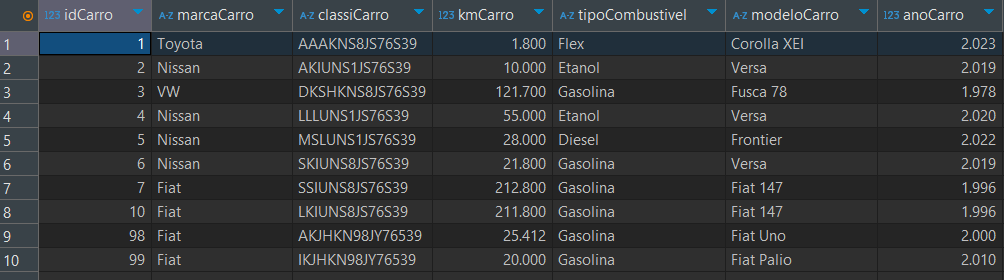 123 idCarro A-Z marcaCarro A-Z classiCarro 123 kmCarro A-Z tipoCombustivel A-Z modeloCarro 123 anoCarro
1 1 Toyota AAAKNS8JS76S39 1.800 Flex Corolla XEI 2.023
2 2 Nissan AKIUNS1JS76S39 10.000 Etanol Versa 2.019
3 3 VW DKSHKNS8JS76S39 121.700 Gasolina Fusca 78 1.978
4 4 Nissan LLLUNS1JS76S39 55.000 Etanol Versa 2.020
5 5 Nissan MSLUNS1JS76S39 28.000 Diesel Frontier 2.022
6 6 Nissan SKIUNS8JS76S39 21.800 Gasolina Versa 2.019
7 7 Fiat SSIUNS8JS76S39 212.800 Gasolina Fiat 147 1.996
8 10 Fiat LKIUNS8JS76S39 211.800 Gasolina Fiat 147 1.996
9 98 Fiat AKJHKN98JY76539 25.412 Gasolina Fiat Uno 2.000
10 99 Fiat IKJHKN98JY76539 20.000 Gasolina Fiat Palio 2.010